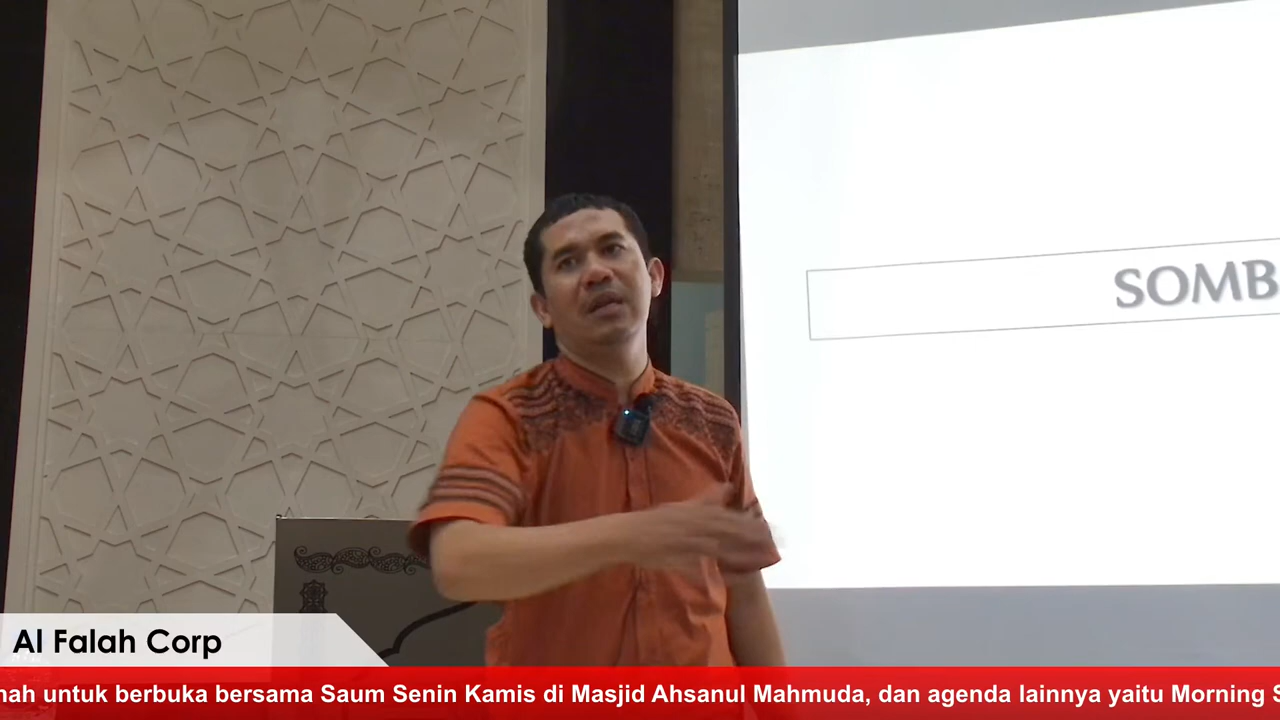 SOMB
Al Falah Corp
nah untuk berbuka bersama Saum Senin Kamis di Masjid Ahsanul Mahmuda, dan agenda lainnya yaitu Morning S